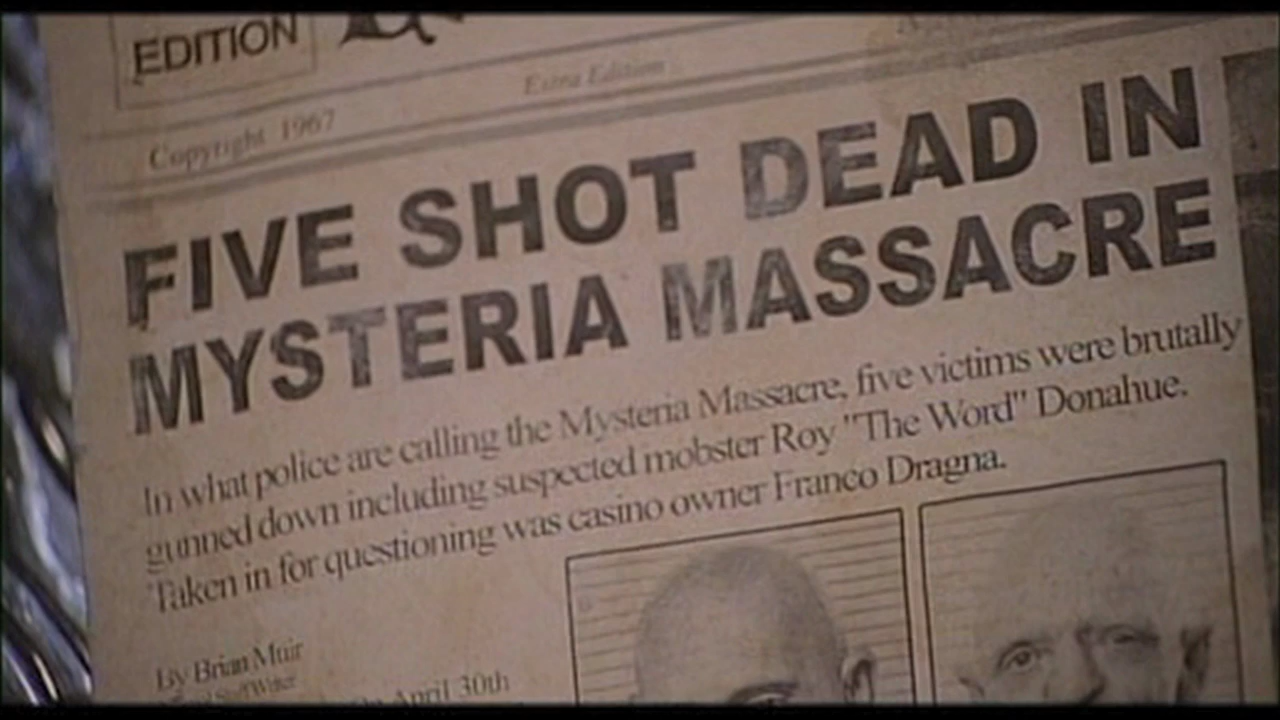 EDITION
Extra Edition
Copyright 1967
FIVE SHOT DEAD IN
MYSTERIA MASSACRE
In what police are calling the Mysteria Massacre, five victims were brutally
gunned down including suspected mobster Roy "The Word" Donahue.
Taken in for questioning was casino owner Franco Dragna.
By Brian Muir
Writer
On April 30th